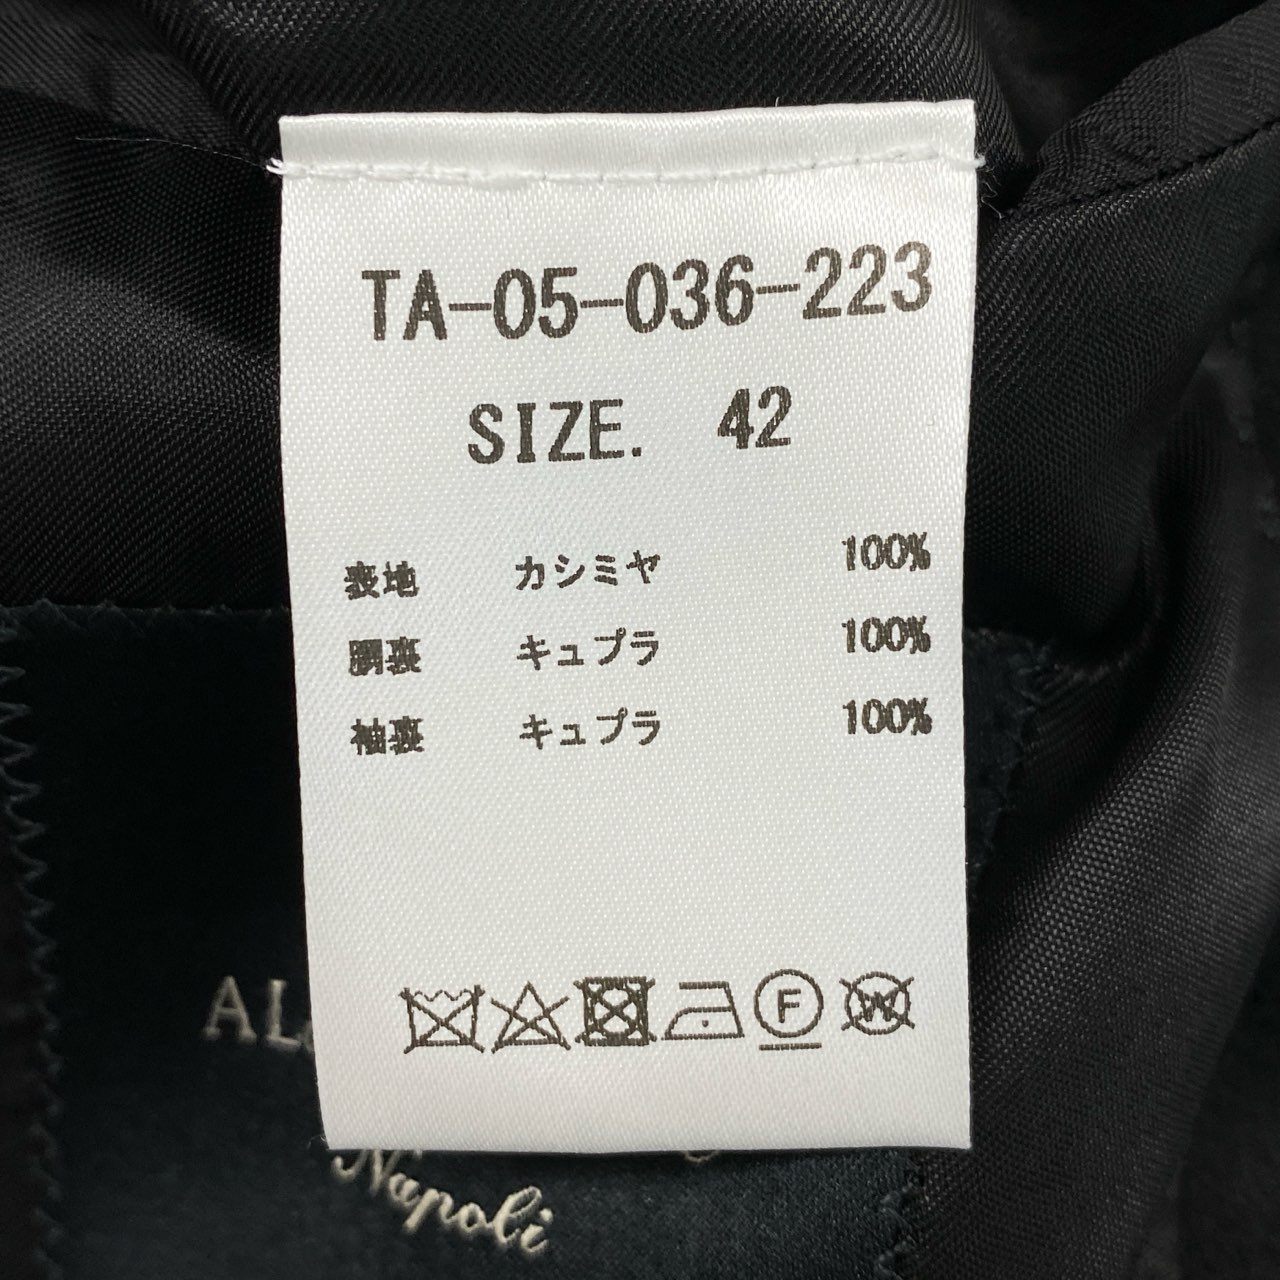 TA-05-036-223
SIZE. 42
表地 カシミヤ 100%
胴裏 キュプラ 100%
袖裏 キュプラ 100%
F W
Napoli